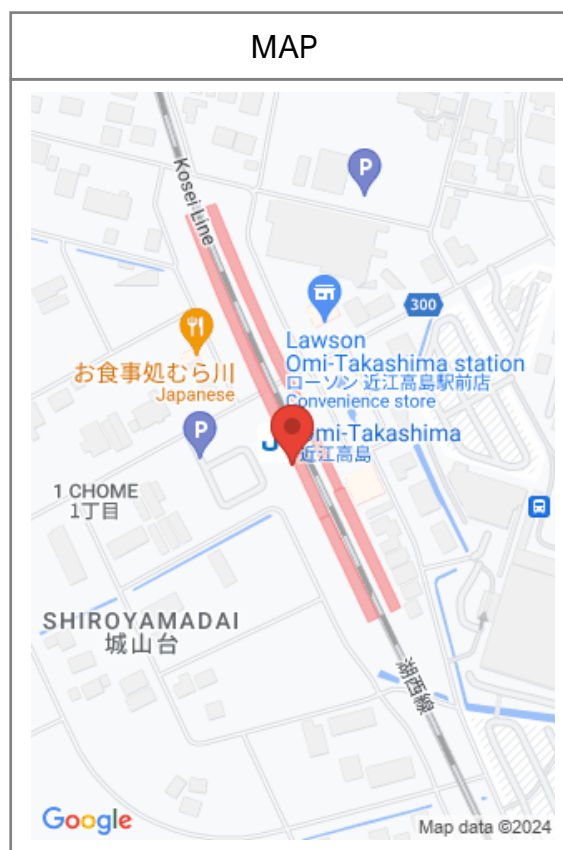 MAP
Kosei Line
P
300
Lawson
Omi-Takashima station
ローソン 近江高島駅前店
Convenience store
お食事処むら川
Japanese
P
J
Omi-Takashima
近江高島
1 CHOME
1丁目
SHIROYAMADAI
城山台
湖西線
Google
Map data ©2024